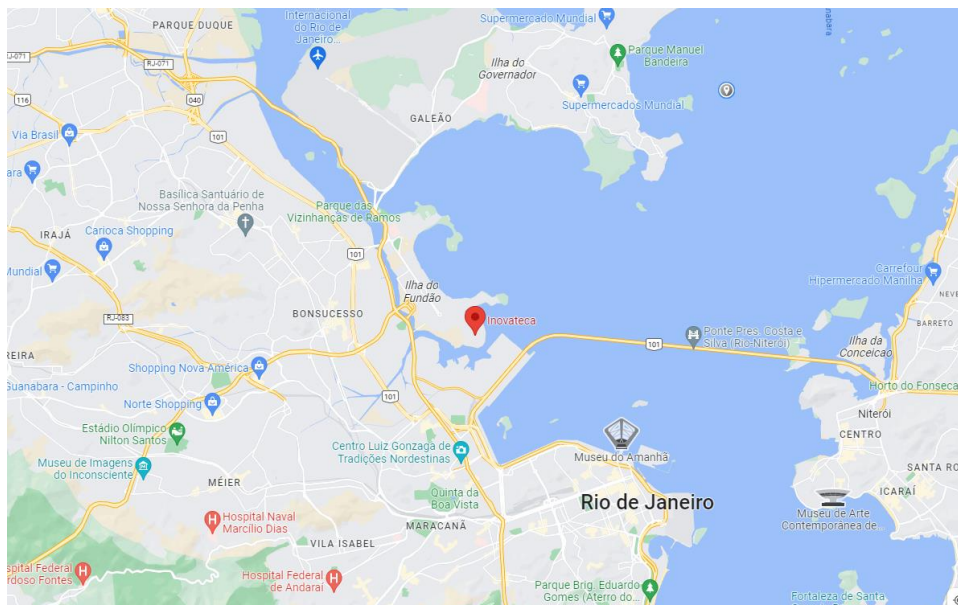 PARQUE DUQUE
Internacional
do Rio de
Janeiro...
Supermercado Mundial
Parque Manuel
Bandeira
Ilha do
Governador
Supermercados Mundial
RJ-071
RJ-071
040
116
101
Via Brasil
GALEÃO
Basílica Santuário de
Nossa Senhora da Penha
Parque das
Vizinhanças de Ramos
IRAJÁ
Carioca Shopping
Mundial
101
Ilha do
Fundão
Carrefour
Hipermercado Manilha
RJ-083
BONSUCESSO
Inovateca
Ponte Pres. Costa e
Silva (Rio-Niterói)
101
BARRETO
Ilha da
Conceicao
Shopping Nova América
Guanabara - Campinho
Norte Shopping
101
Horto do Fonseca
Niterói
CENTRO
Estádio Olímpico
Nilton Santos
Centro Luiz Gonzaga de
Tradições Nordestinas
Museu do Amanhã
Museu de Imagens
do Inconsciente
SANTA RO
MÉIER
Quinta da
Boa Vista
Rio de Janeiro
ICARAÍ
Museu de Arte
Contemporânea de...
Hospital Naval
Marcílio Dias
MARACANÃ
VILA ISABEL
Hospital Federal
de Andaraí
Parque Brig. Eduardo
Gomes (Aterro do...
Fortaleza de Santa